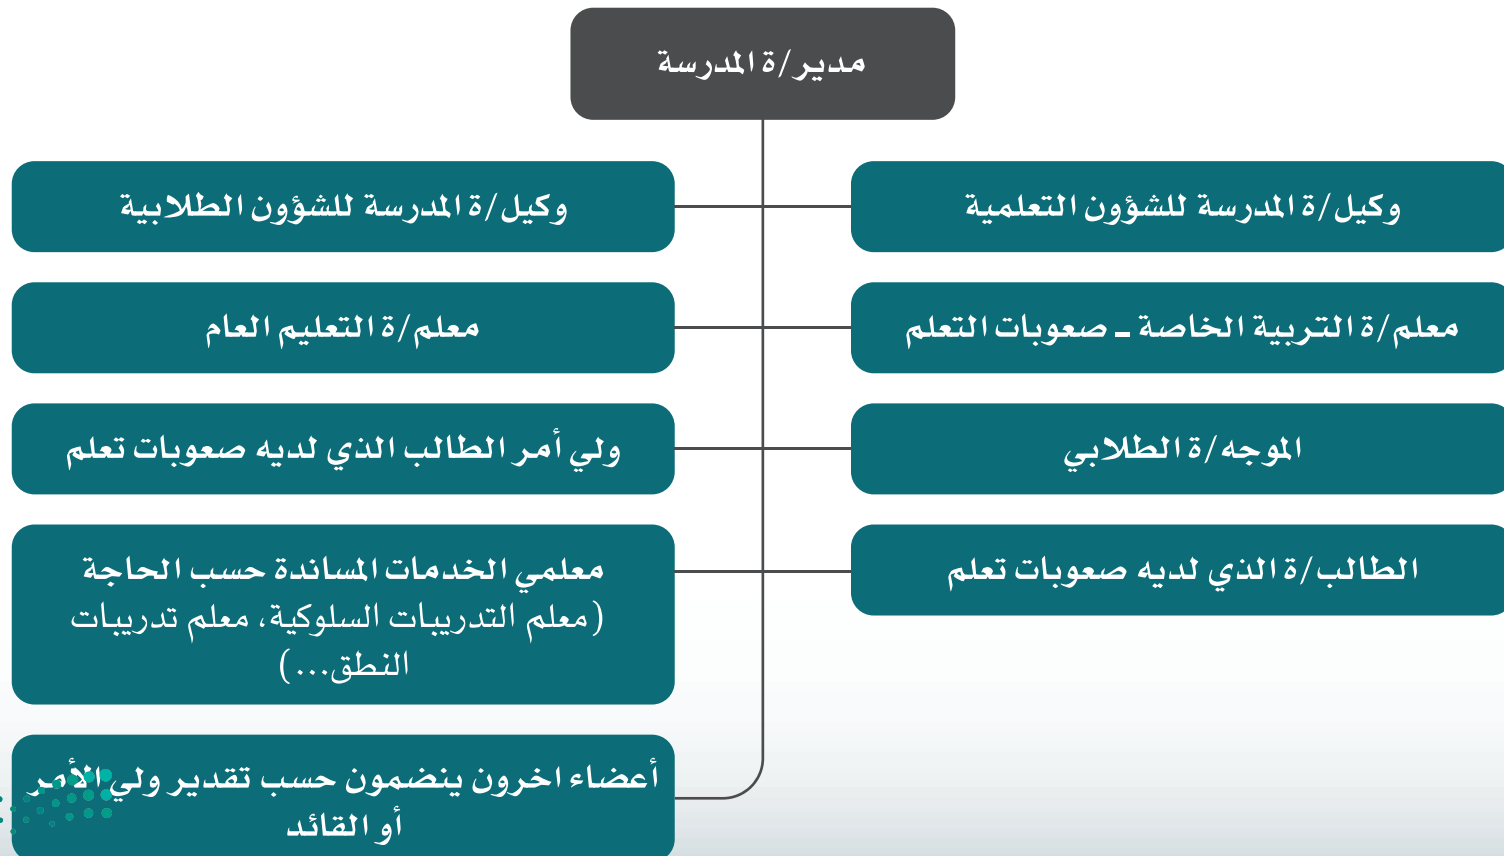 مدير/ة المدرسة
وكيل/ة المدرسة للشؤون التعلمية
وكيل/ة المدرسة للشؤون الطلابية
معلم/ة التربية الخاصة - صعوبات التعلم
معلم/ة التعليم العام
الموجه/ة الطلابي
ولي أمر الطالب الذي لديه صعوبات تعلم
الطالب/ة الذي لديه صعوبات تعلم
معلمي الخدمات المساندة حسب الحاجة
(معلم التدريبات السلوكية، معلم تدريبات
النطق...)
أعضاء اخرون ينضمون حسب تقدير ولي الأمر
أو القائد